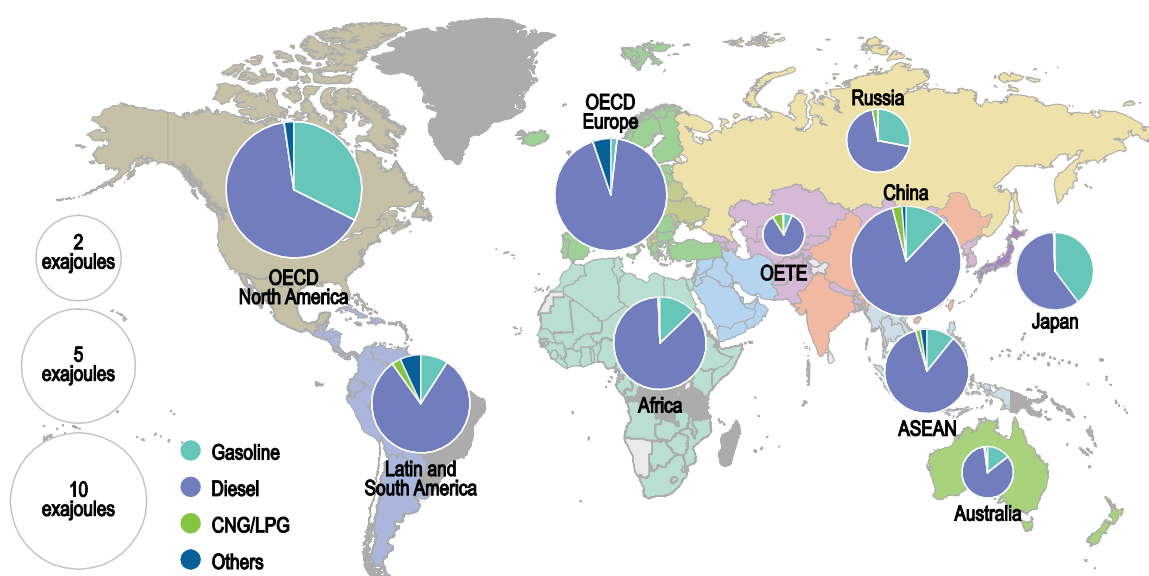 OECD
Europe
Russia
China
OETE
OECD
North America
Japan
Africa
ASEAN
Latin and
South America
Australia
2
exajoules
5
exajoules
10
exajoules
Gasoline
Diesel
CNG/LPG
Others